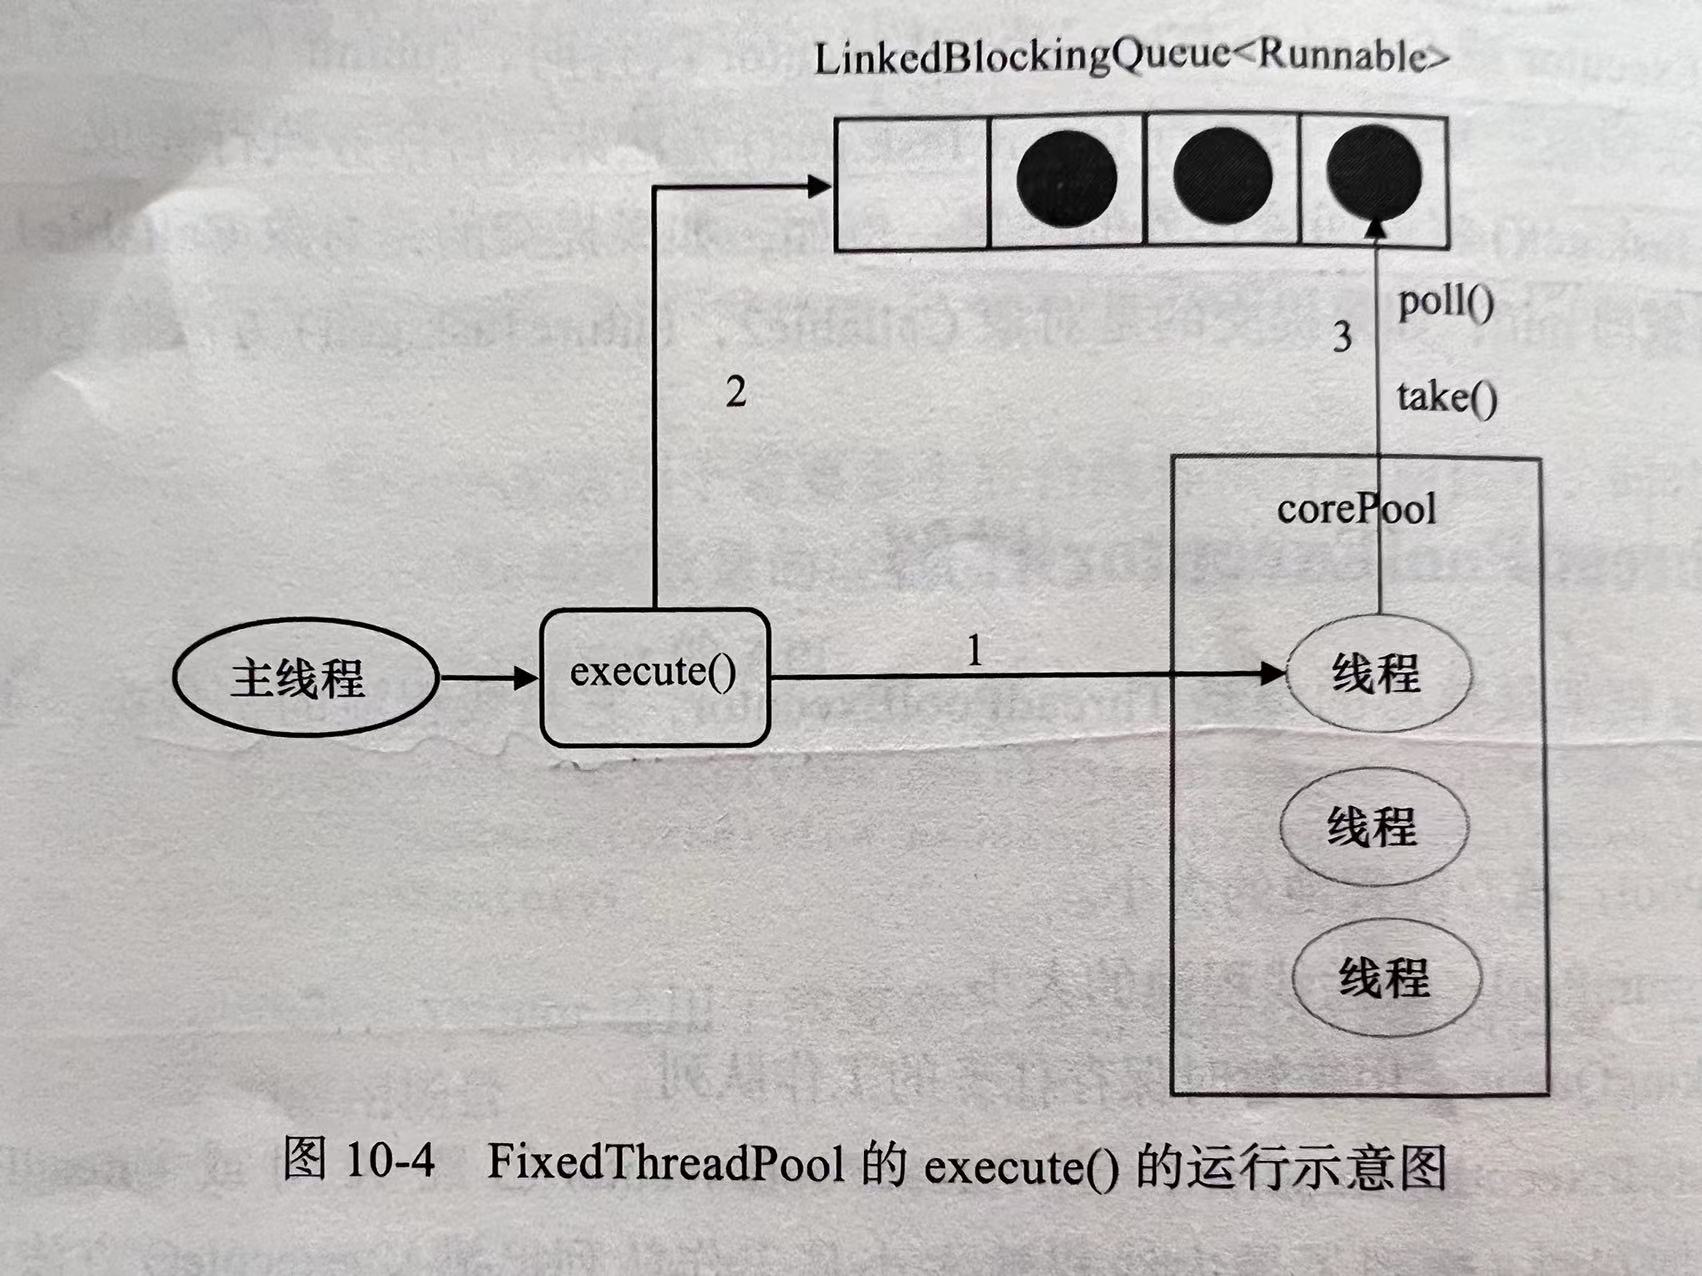 LinkedBlockingQueue<Runnable>
poll()
3
take()
2
corePool
主线程
execute()
1
线程
线程
线程
图 10-4 FixedThreadPool 的 execute() 的运行示意图